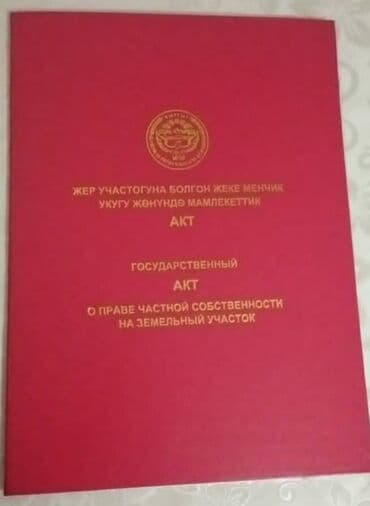 ЖЕР УЧАСТОГУНА БОЛГОН ЖЕКЕ МЕНЧИК
УКУГУ ЖӨНҮНДӨ МАМЛЕКЕТТИК
АКТ
ГОСУДАРСТВЕННЫЙ
АКТ
О ПРАВЕ ЧАСТНОЙ СОБСТВЕННОСТИ
НА ЗЕМЕЛЬНЫЙ УЧАСТОК